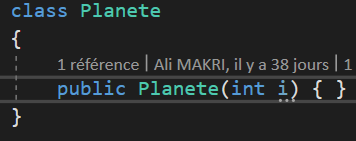 class Planete
{
1 référence | Ali MAKRI, il y a 38 jours | 1
public Planete(int i) { }
}